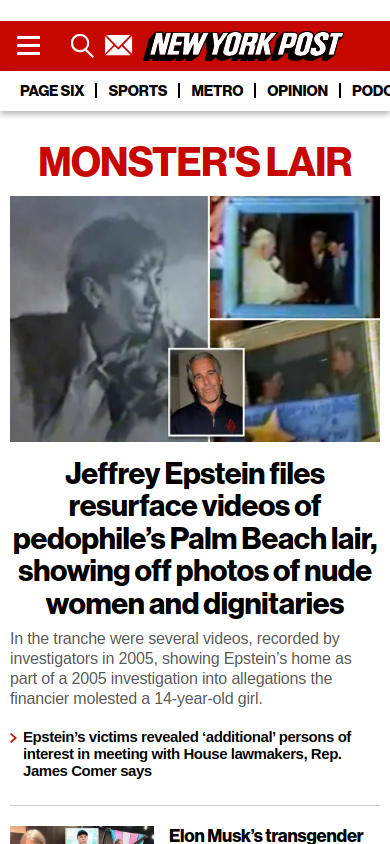 NEW YORK POST
PAGE SIX | SPORTS | METRO | OPINION | PODC
MONSTER'S LAIR
Jeffrey Epstein files
resurface videos of
pedophile’s Palm Beach lair,
showing off photos of nude
women and dignitaries
In the tranche were several videos, recorded by
investigators in 2005, showing Epstein’s home as
part of a 2005 investigation into allegations the
financier molested a 14-year-old girl.
Epstein’s victims revealed ‘additional’ persons of
interest in meeting with House lawmakers, Rep.
James Comer says
Elon Musk’s transgender